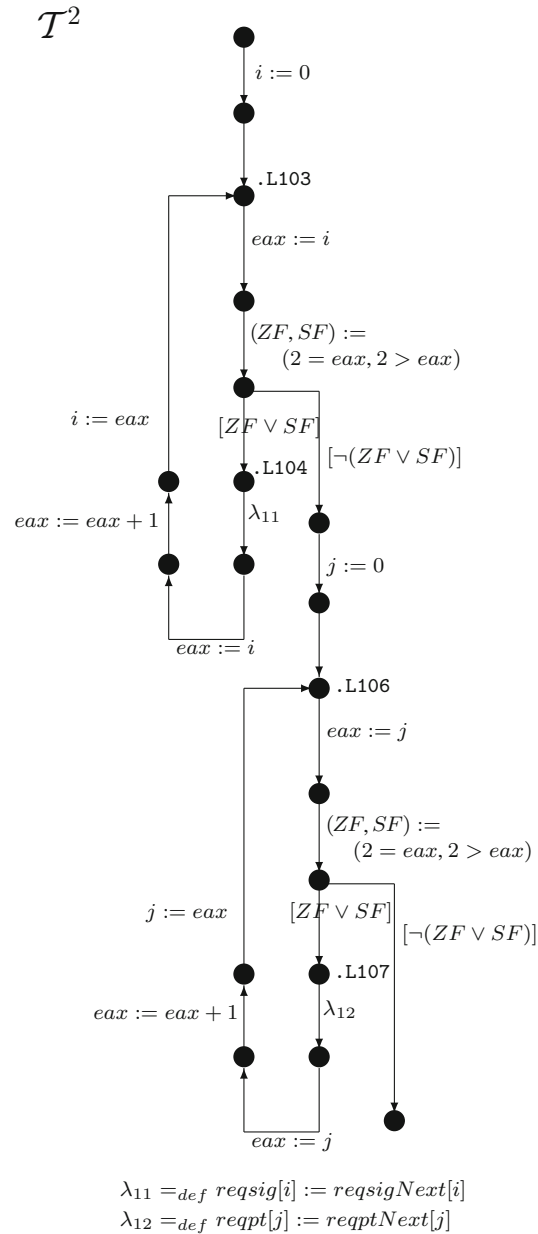 𝒯²
i := 0
.L103
eax := i
(ZF, SF) :=
(2 = eax, 2 > eax)
i := eax
[ZF ∨ SF]
[¬(ZF ∨ SF)]
.L104
eax := eax + 1
λ₁₁
j := 0
eax := i
.L106
eax := j
(ZF, SF) :=
(2 = eax, 2 > eax)
j := eax
[ZF ∨ SF]
[¬(ZF ∨ SF)]
.L107
eax := eax + 1
λ₁₂
eax := j
λ₁₁ =def reqsig[i] := reqsigNext[i]
λ₁₂ =def reqpt[j] := reqptNext[j]